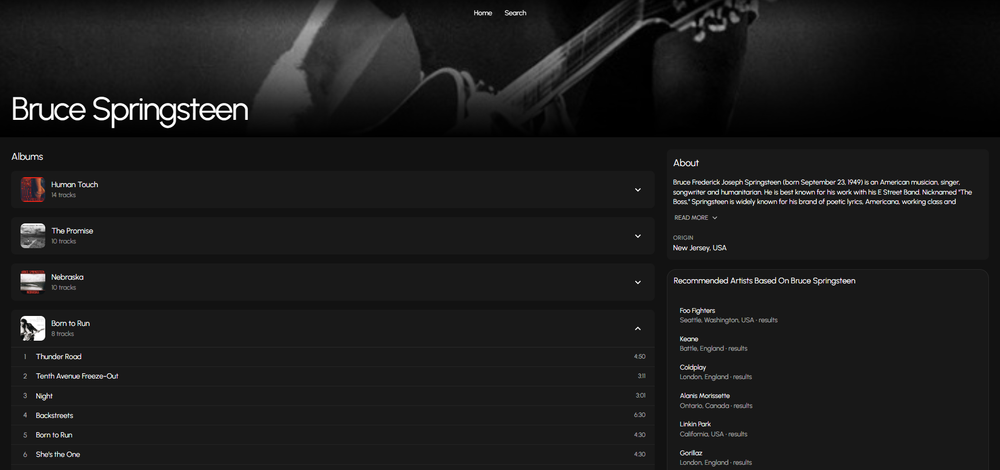 Home Search
Bruce Springsteen
Albums
Human Touch
14 tracks
The Promise
10 tracks
Nebraska
10 tracks
Born to Run
8 tracks
1 Thunder Road 4:50
2 Tenth Avenue Freeze-Out 3:11
3 Night 3:01
4 Backstreets 6:30
5 Born to Run 4:30
6 She's the One 4:30
About
Bruce Frederick Joseph Springsteen (born September 23, 1949) is an American musician, singer,
songwriter and humanitarian. He is best known for his work with his E Street Band. Nicknamed "The
Boss," Springsteen is widely known for his brand of poetic lyrics, Americana, working class and
READ MORE
ORIGIN
New Jersey, USA
Recommended Artists Based On Bruce Springsteen
Foo Fighters
Seattle, Washington, USA · results
Keane
Battle, England · results
Coldplay
London, England · results
Alanis Morissette
Ontario, Canada · results
Linkin Park
California, USA · results
Gorillaz
London, England · results